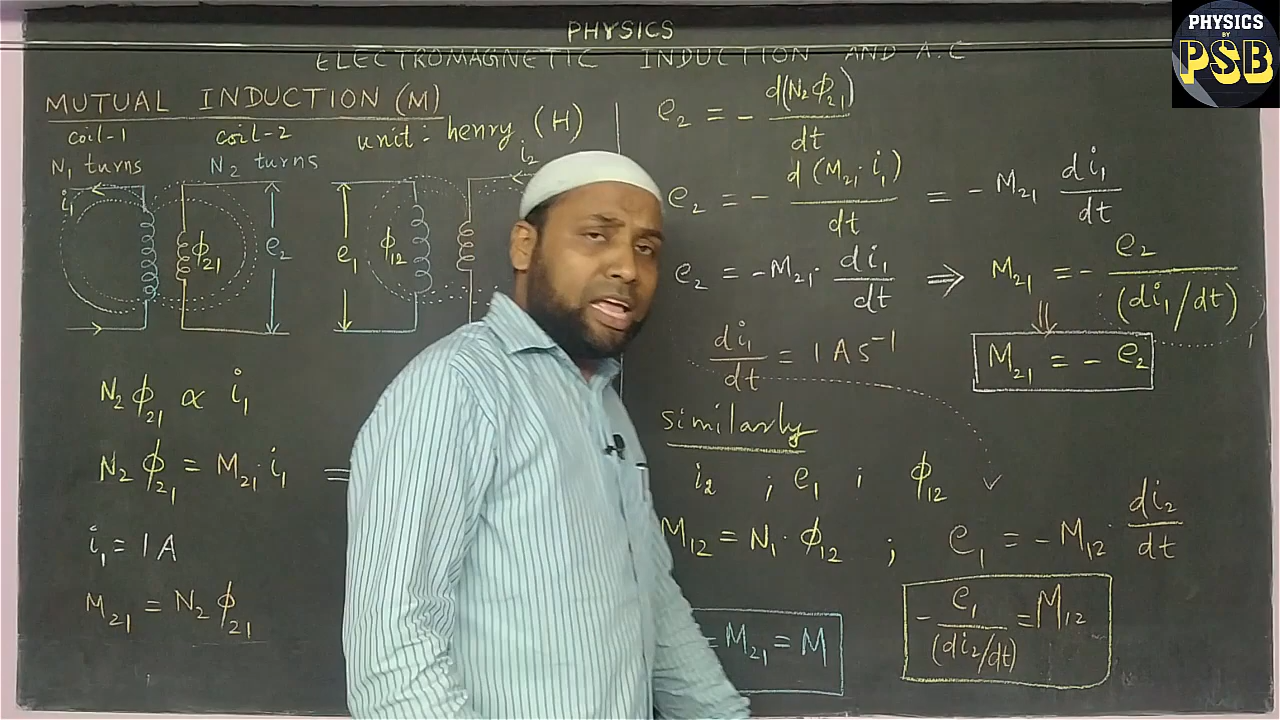 PHYSICS
ELECTROMAGNETIC INDUCTION AND A.C
PHYSICS
BY
PSB
MUTUAL INDUCTION (M)
coil-1 coil-2 unit : henry (H)
N₁ turns N₂ turns
i₁ ϕ₂₁ e₂ e₁ ϕ₁₂ i₂
N₂ ϕ₂₁ ∝ i₁
N₂ ϕ₂₁ = M₂₁ · i₁ =
i₁ = 1 A
M₂₁ = N₂ ϕ₂₁
e₂ = - d(N₂ ϕ₂₁)/dt
e₂ = - d(M₂₁ · i₁)/dt = - M₂₁ di₁/dt
e₂ = -M₂₁ · di₁/dt ⇒ M₂₁ = - e₂/(di₁/dt)
⇓
di₁/dt = 1 A s⁻¹
M₂₁ = - e₂
similarly
i₂ ; e₁ ; ϕ₁₂
M₁₂ = N₁ · ϕ₁₂ ; e₁ = -M₁₂ · di₂/dt
- e₁/(di₂/dt) = M₁₂
= M₂₁ = M